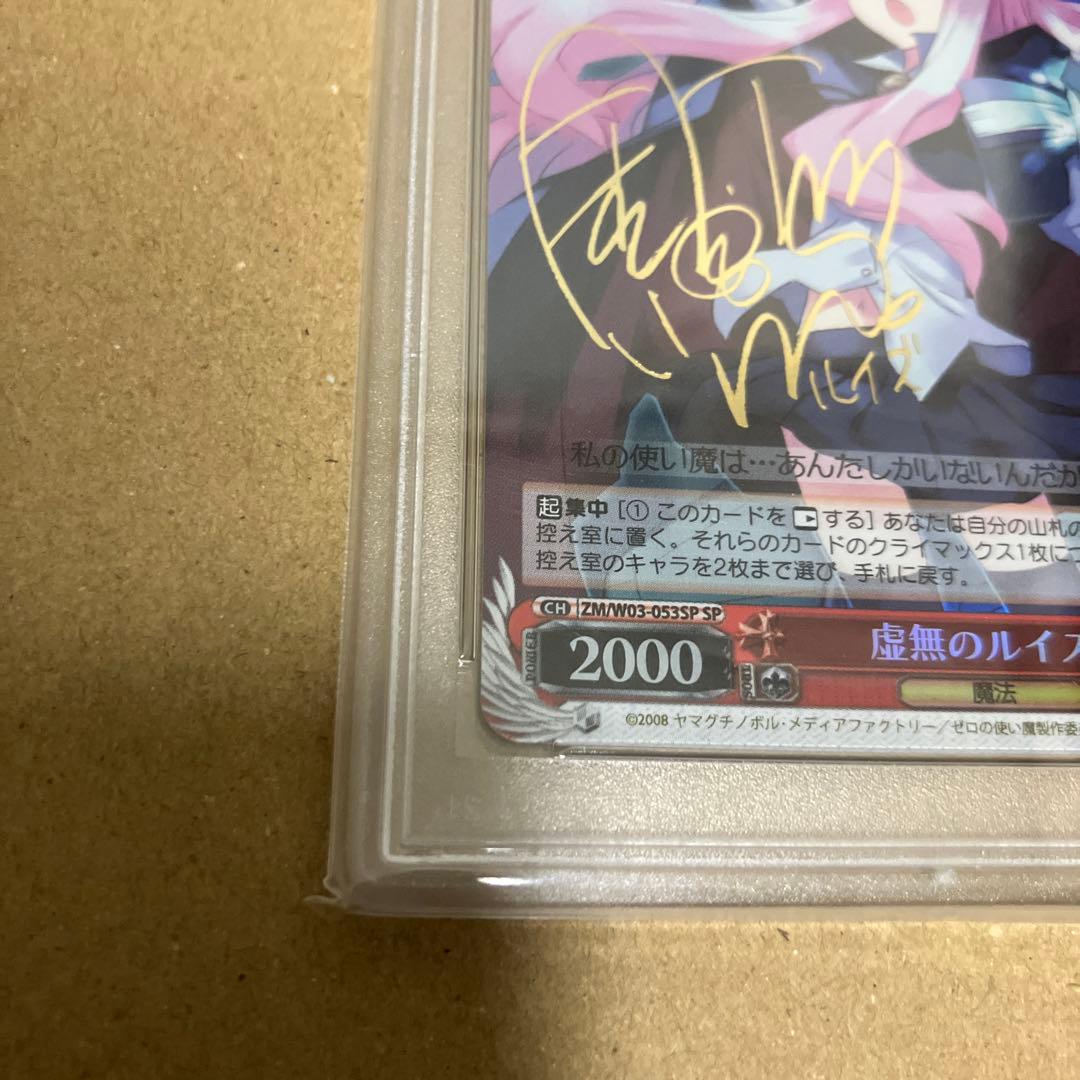 ルイズ
私の使い魔は…あんたしかいないんだか
起 集中 [① このカードを する] あなたは自分の山札の
控え室に置く。それらのカードのクライマックス1枚につ
控え室のキャラを2枚まで選び、手札に戻す。
CH ZM/W03-053SP SP
POWER 2000
虚無のルイズ
SOUL 魔法
©2008 ヤマグチノボル・メディアファクトリー/ゼロの使い魔製作委